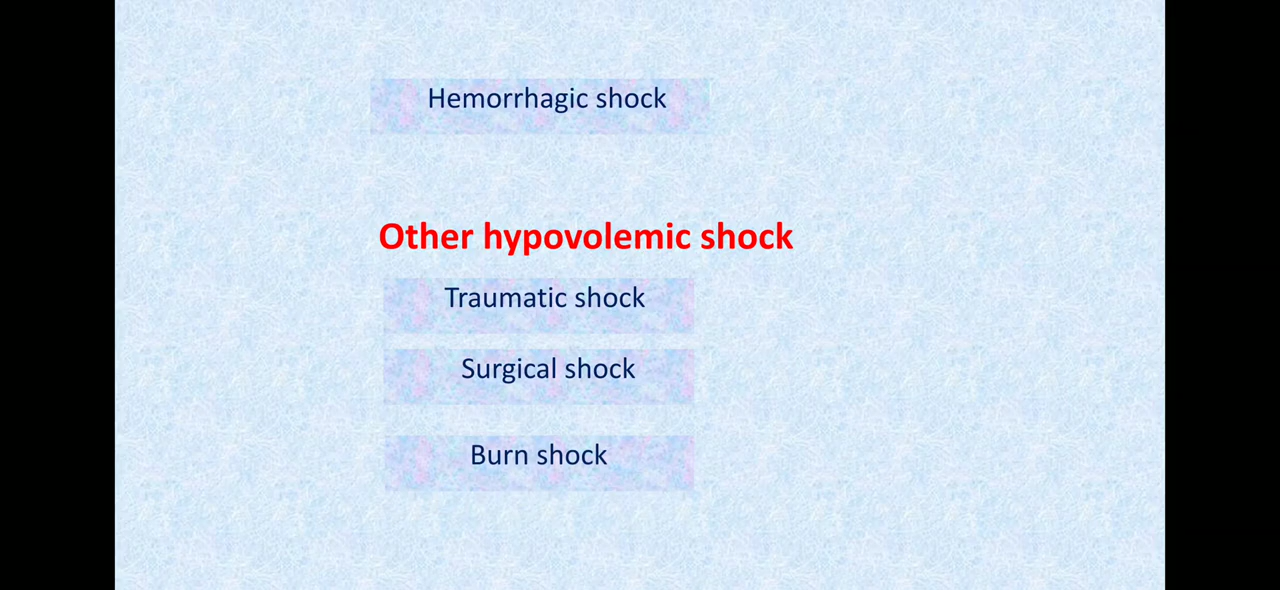 Hemorrhagic shock
Other hypovolemic shock
Traumatic shock
Surgical shock
Burn shock